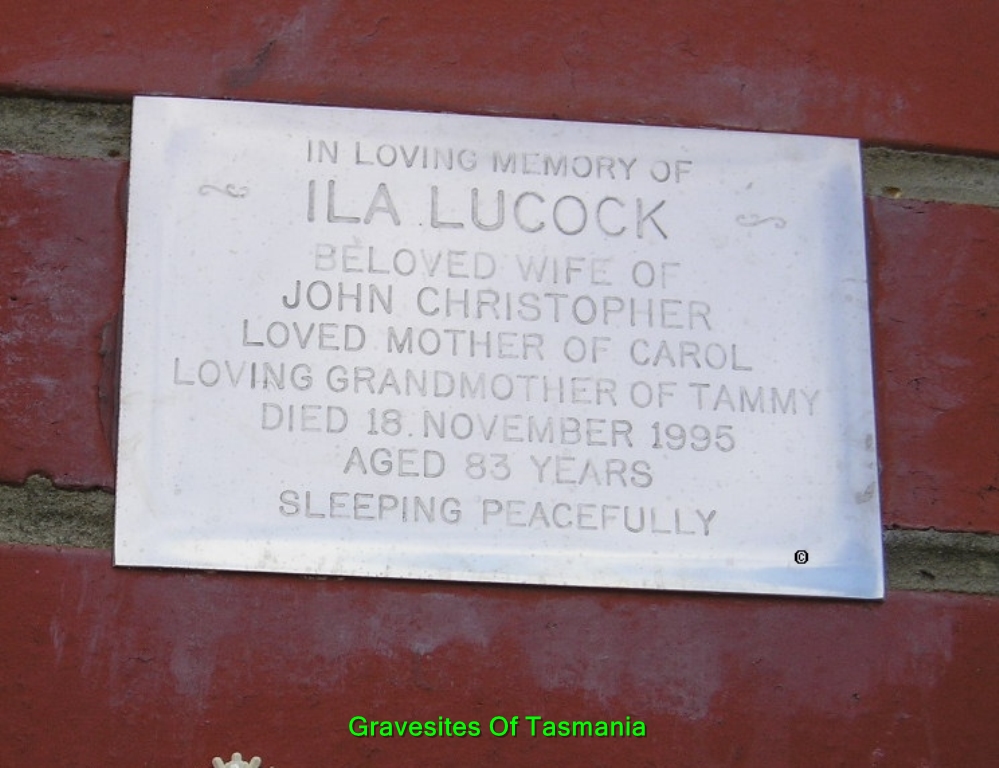 IN LOVING MEMORY OF
ILA LUCOCK
BELOVED WIFE OF
JOHN CHRISTOPHER
LOVED MOTHER OF CAROL
LOVING GRANDMOTHER OF TAMMY
DIED 18. NOVEMBER 1995
AGED 83 YEARS
SLEEPING PEACEFULLY
©
Gravesites Of Tasmania